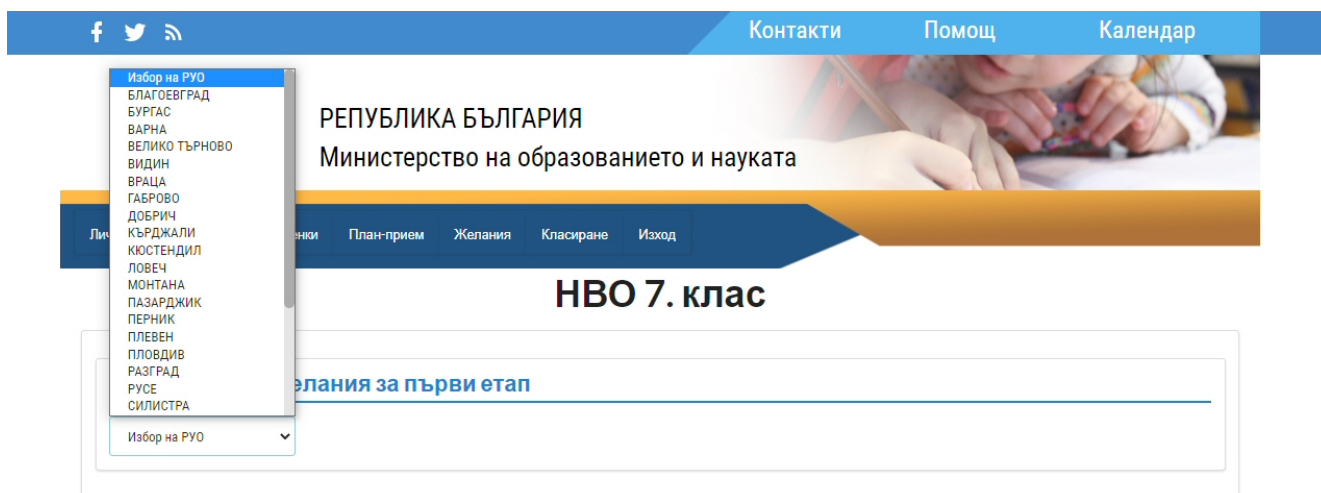 Контакти Помощ Календар
РЕПУБЛИКА БЪЛГАРИЯ
Министерство на образованието и науката
План-прием Желания Класиране Изход
НВО 7. клас
за първи етап
Избор на РУО
БЛАГОЕВГРАД
БУРГАС
ВАРНА
ВЕЛИКО ТЪРНОВО
ВИДИН
ВРАЦА
ГАБРОВО
ДОБРИЧ
КЪРДЖАЛИ
КЮСТЕНДИЛ
ЛОВЕЧ
МОНТАНА
ПАЗАРДЖИК
ПЕРНИК
ПЛЕВЕН
ПЛОВДИВ
РАЗГРАД
РУСЕ
СИЛИСТРА
Избор на РУО